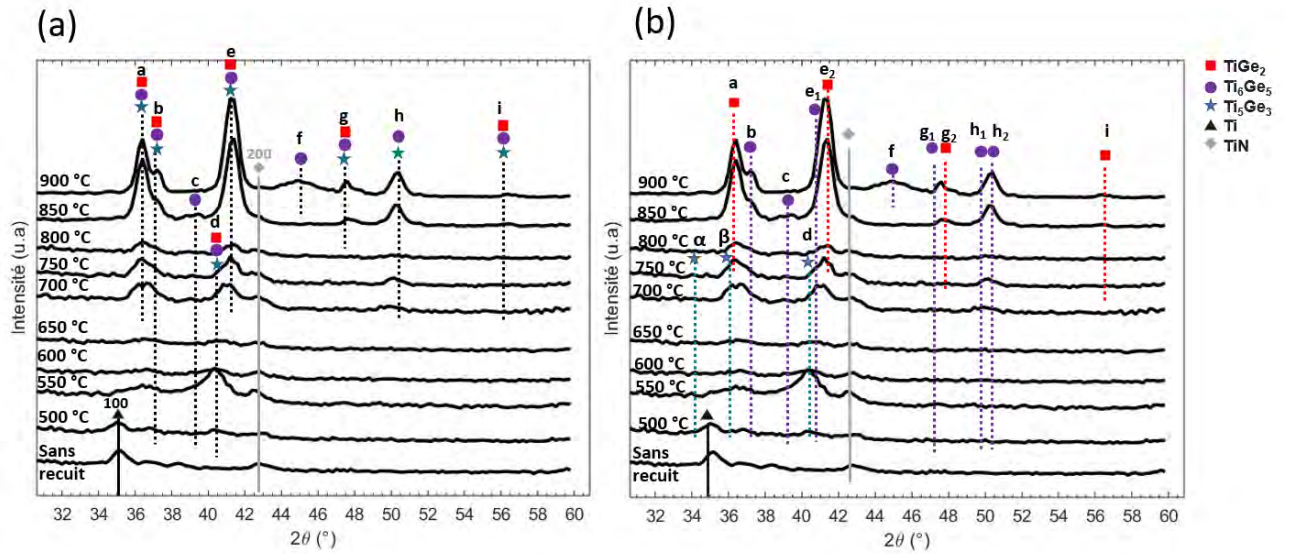 (a)
(b)
e
a
b
g
h
i
c
f
200
d
900 °C
850 °C
800 °C
750 °C
700 °C
650 °C
600 °C
550 °C
500 °C
100
Sans
recuit
Intensité (u.a)
32 34 36 38 40 42 44 46 48 50 52 54 56 58 60
2θ (°)
a
b
c
e1
e2
f
g1
g2
h1
h2
i
α
β
d
900 °C
850 °C
800 °C
750 °C
700 °C
650 °C
600 °C
550 °C
500 °C
Sans
recuit
Intensité (u.a)
32 34 36 38 40 42 44 46 48 50 52 54 56 58 60
2θ (°)
TiGe2
Ti6Ge5
Ti5Ge3
Ti
TiN